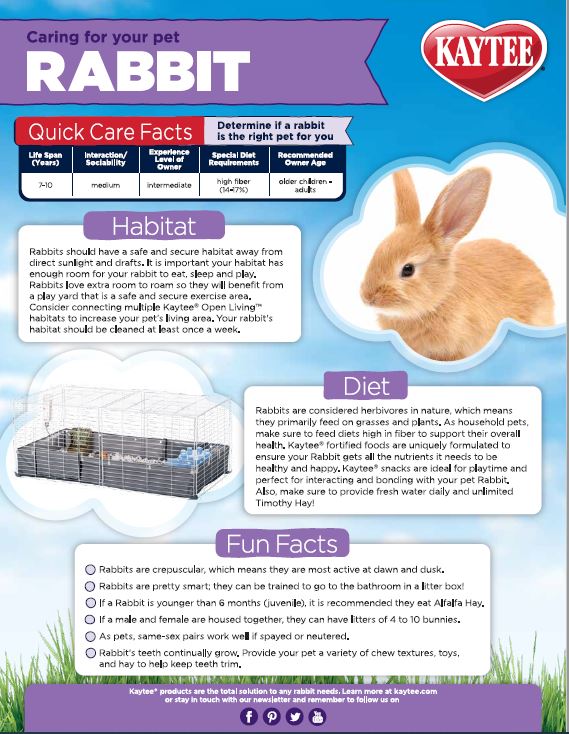 Caring for your pet
RABBIT
KAYTEE
Quick Care Facts
Determine if a rabbit
is the right pet for you
Life Span
(Years)
Interaction/
Sociability
Experience
Level of
Owner
Special Diet
Requirements
Recommended
Owner Age
7-10
medium
intermediate
high fiber
(14-17%)
older children -
adults
Habitat
Rabbits should have a safe and secure habitat away from
direct sunlight and drafts. It is important your habitat has
enough room for your rabbit to eat, sleep and play.
Rabbits love extra room to roam so they will benefit from
a play yard that is a safe and secure exercise area.
Consider connecting multiple Kaytee® Open Living™
habitats to increase your pet's living area. Your rabbit's
habitat should be cleaned at least once a week.
Diet
Rabbits are considered herbivores in nature, which means
they primarily feed on grasses and plants. As household pets,
make sure to feed diets high in fiber to support their overall
health. Kaytee® fortified foods are uniquely formulated to
ensure your Rabbit gets all the nutrients it needs to be
healthy and happy. Kaytee® snacks are ideal for playtime and
perfect for interacting and bonding with your pet Rabbit.
Also, make sure to provide fresh water daily and unlimited
Timothy Hay!
Fun Facts
Rabbits are crepuscular, which means they are most active at dawn and dusk.
Rabbits are pretty smart; they can be trained to go to the bathroom in a litter box!
If a Rabbit is younger than 6 months (juvenile), it is recommended they eat Alfalfa Hay.
If a male and female are housed together, they can have litters of 4 to 10 bunnies.
As pets, same-sex pairs work well if spayed or neutered.
Rabbit's teeth continually grow. Provide your pet a variety of chew textures, toys,
and hay to help keep teeth trim.
Kaytee® products are the total solution to any rabbit needs. Learn more at kaytee.com
or stay in touch with our newsletter and remember to follow us on